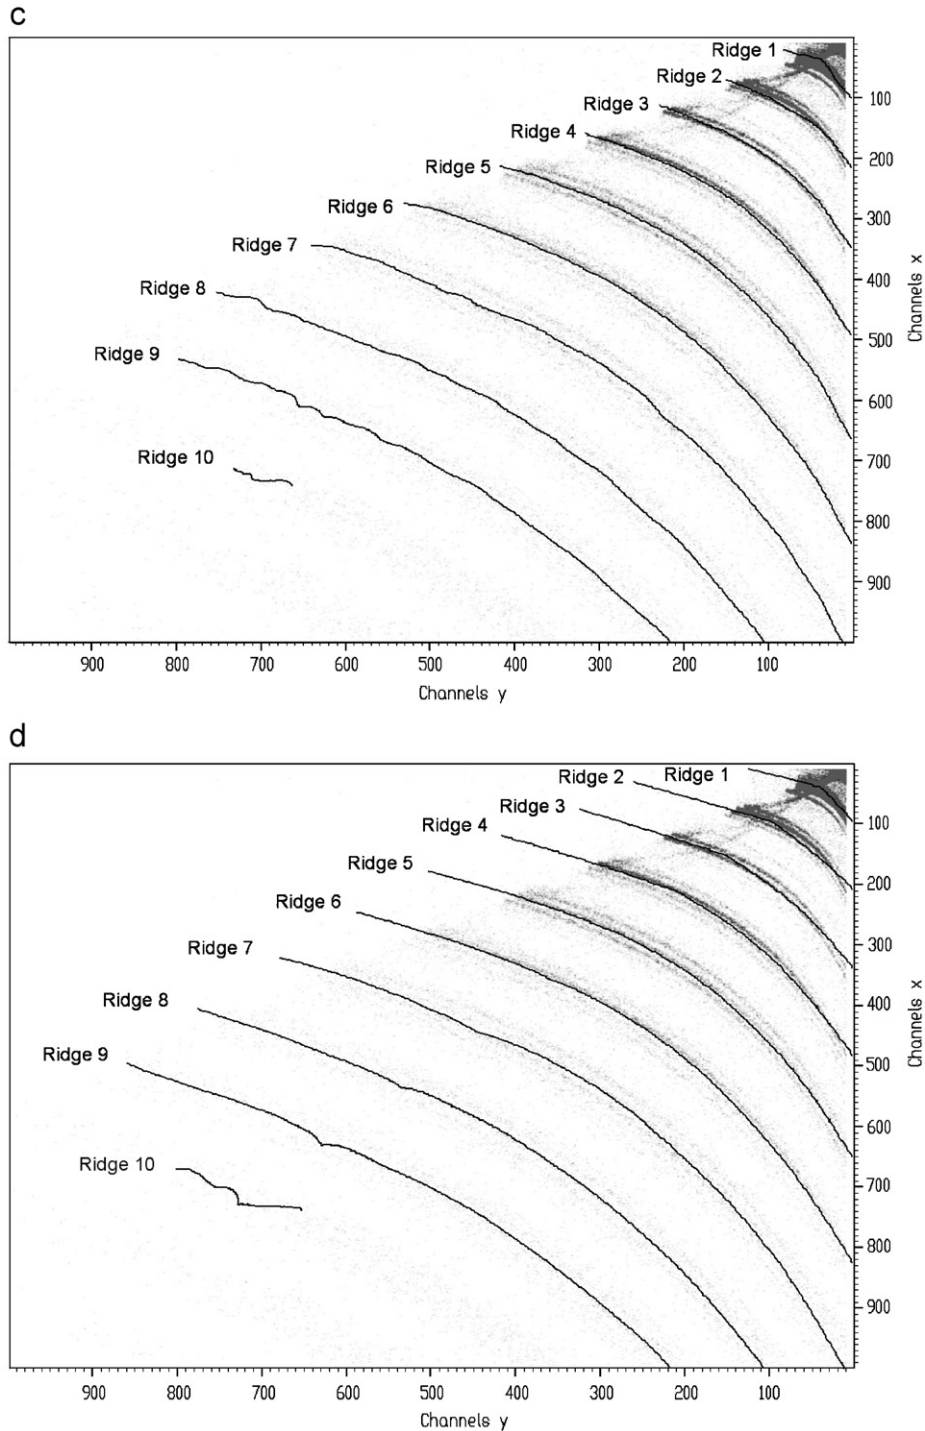 c
Ridge 1
Ridge 2
Ridge 3
Ridge 4
Ridge 5
Ridge 6
Ridge 7
Ridge 8
Ridge 9
Ridge 10
100
200
300
400
500
600
700
800
900
Channels x
900 800 700 600 500 400 300 200 100
Channels y
d
Ridge 1
Ridge 2
Ridge 3
Ridge 4
Ridge 5
Ridge 6
Ridge 7
Ridge 8
Ridge 9
Ridge 10
100
200
300
400
500
600
700
800
900
Channels x
900 800 700 600 500 400 300 200 100
Channels y